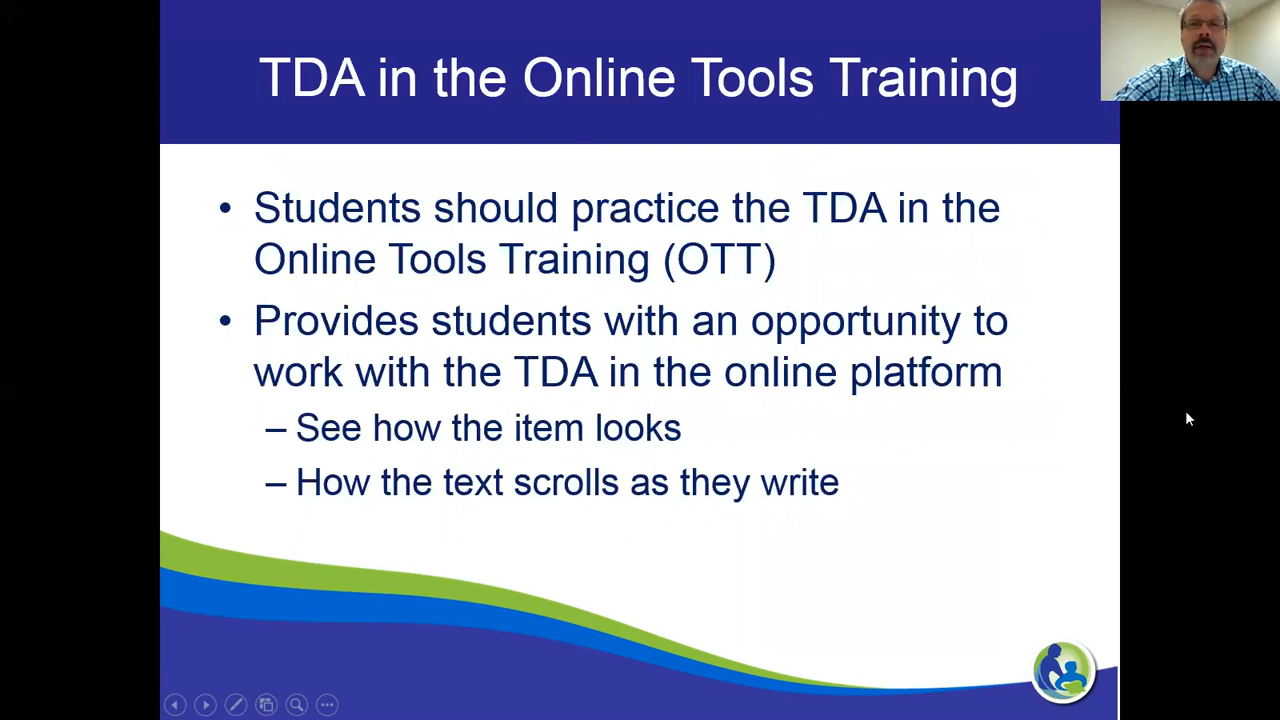 TDA in the Online Tools Training
• Students should practice the TDA in the
Online Tools Training (OTT)
• Provides students with an opportunity to
work with the TDA in the online platform
– See how the item looks
– How the text scrolls as they write